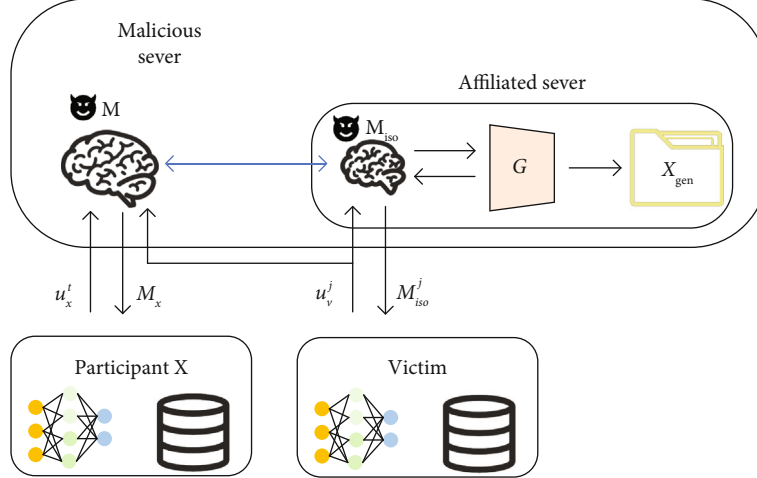 Malicious
sever
Affiliated sever
M
M_iso
G
X_gen
u_x^t
M_x
u_v^j
M_iso^j
Participant X
Victim